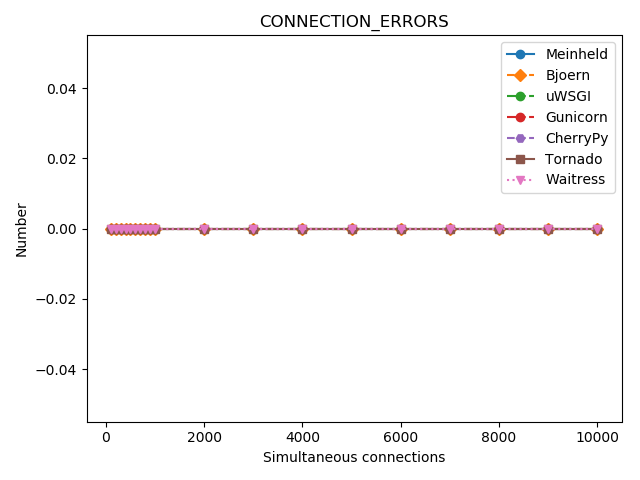 CONNECTION_ERRORS
Meinheld
Bjoern
uWSGI
Gunicorn
CherryPy
Tornado
Waitress
0.04
0.02
0.00
−0.02
−0.04
Number
0 2000 4000 6000 8000 10000
Simultaneous connections